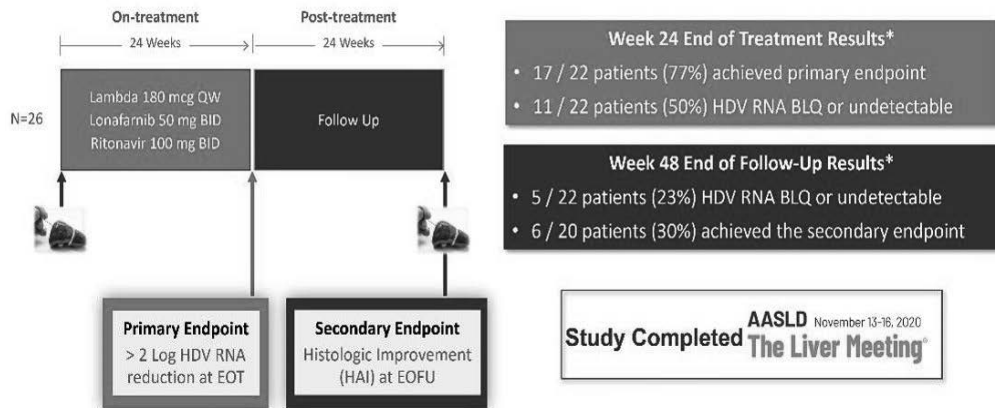 On-treatment
Post-treatment
24 Weeks
24 Weeks
N=26
Lambda 180 mcg QW
Lonafarnib 50 mg BID
Ritonavir 100 mg BID
Follow Up
Primary Endpoint
> 2 Log HDV RNA
reduction at EOT
Secondary Endpoint
Histologic Improvement
(HAI) at EOFU
Week 24 End of Treatment Results*
• 17 / 22 patients (77%) achieved primary endpoint
• 11 / 22 patients (50%) HDV RNA BLQ or undetectable
Week 48 End of Follow-Up Results*
• 5 / 22 patients (23%) HDV RNA BLQ or undetectable
• 6 / 20 patients (30%) achieved the secondary endpoint
Study Completed
AASLD November 13-16, 2020
The Liver Meeting®